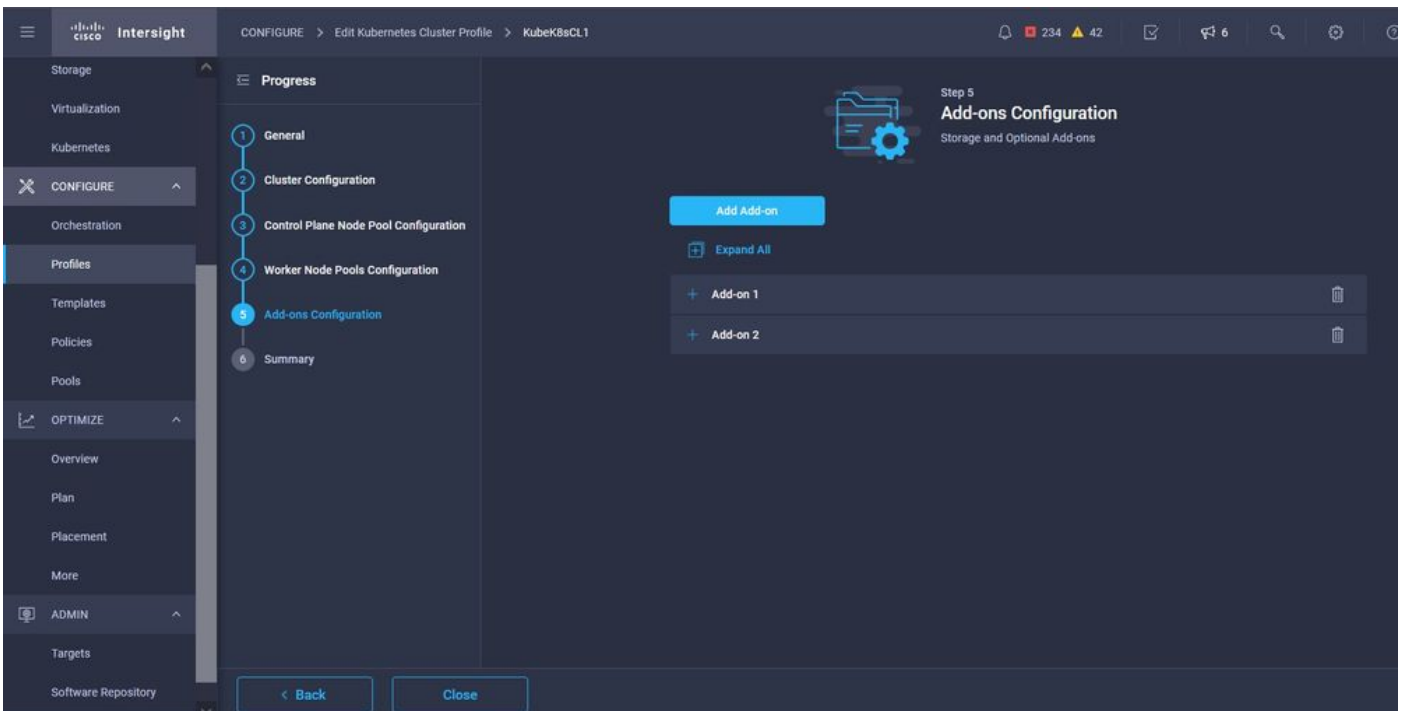 cisco Intersight
CONFIGURE > Edit Kubernetes Cluster Profile > KubeK8sCL1
234 42 6
Storage
Virtualization
Kubernetes
CONFIGURE
Orchestration
Profiles
Templates
Policies
Pools
OPTIMIZE
Overview
Plan
Placement
More
ADMIN
Targets
Software Repository
Progress
1 General
2 Cluster Configuration
3 Control Plane Node Pool Configuration
4 Worker Node Pools Configuration
5 Add-ons Configuration
6 Summary
Step 5
Add-ons Configuration
Storage and Optional Add-ons
Add Add-on
Expand All
Add-on 1
Add-on 2
< Back
Close